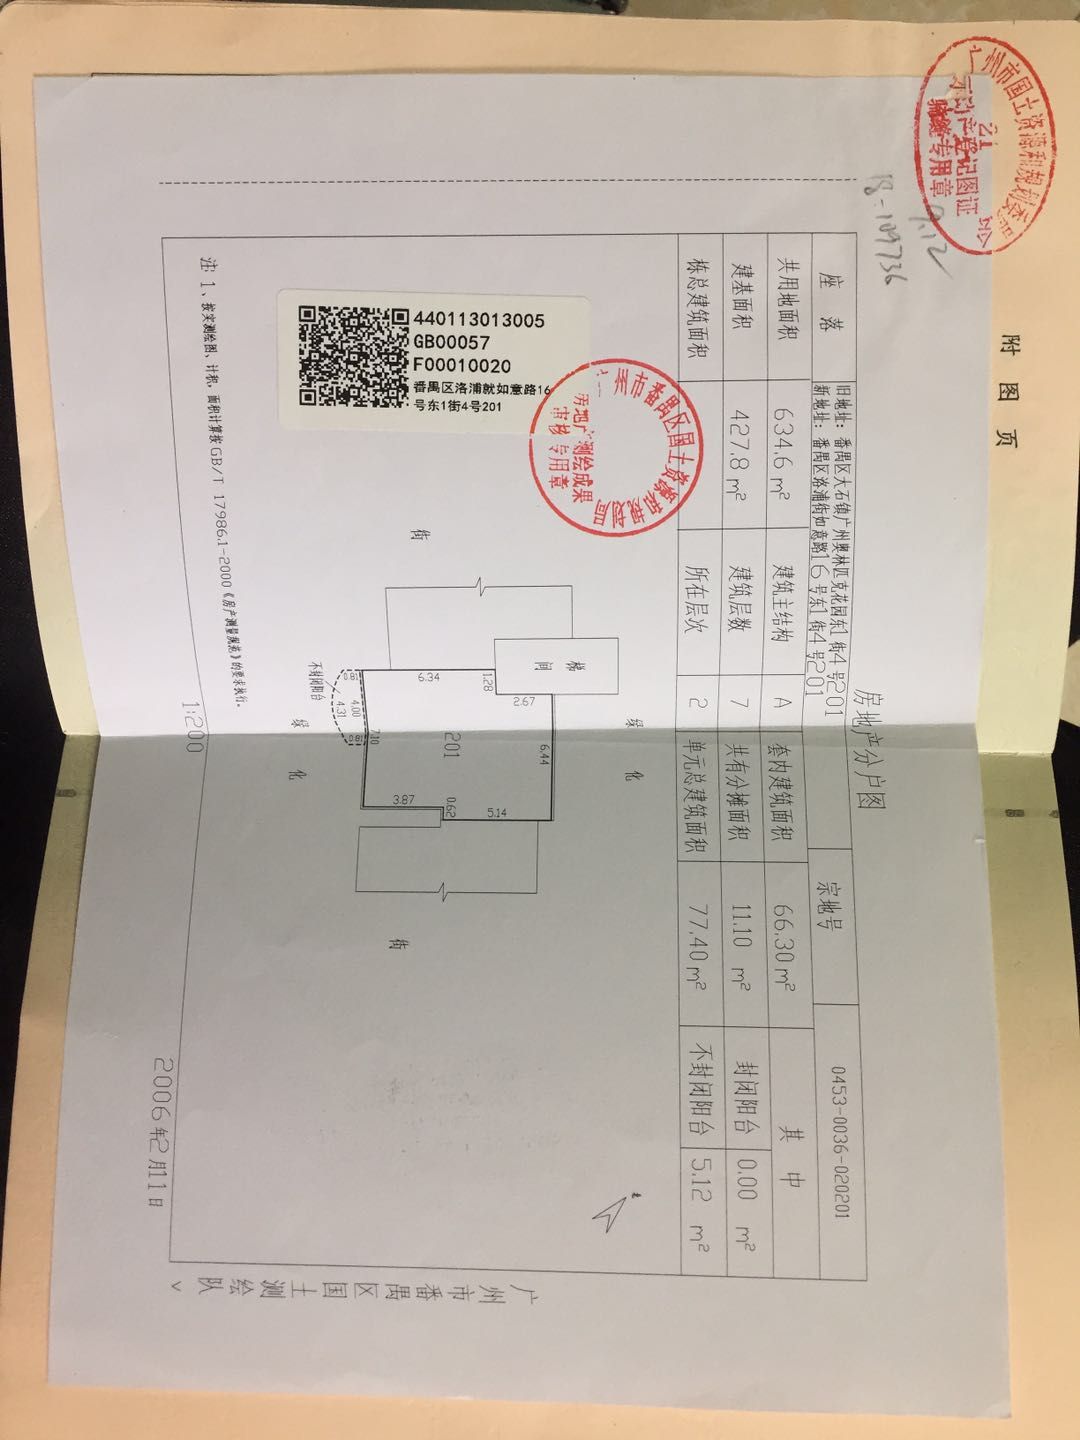 附图页
广州市国土资源和规划委员会
21
不动产登记图证
骑缝专用章
9.12
18-109736
房地产分户图
座落 旧地址：番禺区大石镇广州奥林匹克花园东1街4号201
新地址：番禺区洛浦街如意路16号东1街4号201
宗地号 0453-0036-020201
共用地面积 634.6 m² 建筑主结构 A 套内建筑面积 66.30 m² 其中
建基面积 427.8 m² 建筑层数 7 共有分摊面积 11.10 m² 封闭阳台 0.00 m²
栋总建筑面积 所在层次 2 单元总建筑面积 77.40 m² 不封闭阳台 5.12 m²
广州市番禺区国土资源和规划局
房地产测绘成果
审核专用章
440113013005
GB00057
F00010020
番禺区洛浦就如意路16
号东1街4号201
绿化
北
梯间
6.44
2.67
5.14
1.28
201
0.62
6.34
3.87
街
街
7.10
0.81
4.00
0.81
4.31
不封闭阳台
绿化
注：1、按实测绘图、计积，面积计算按GB/T 17986.1-2000《房产测量规范》的要求执行。
1:200
2006年2月11日
广州市番禺区国土测绘队